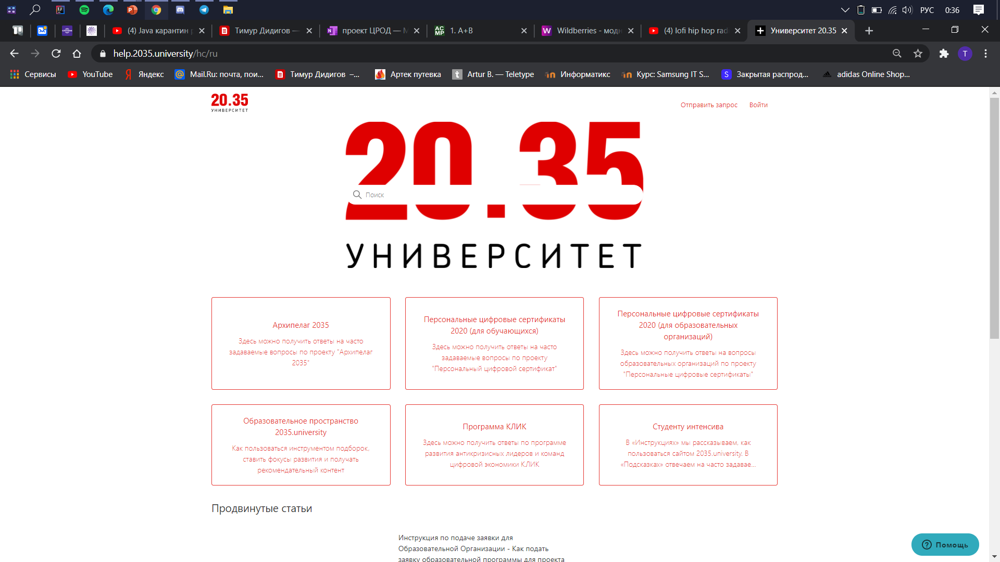 РУС
0:36
(4) Java карантин р
Тимур Дидигов —
проект ЦРОД — М
1. A+B
Wildberries - модн
(4) lofi hip hop radi
Университет 20.35
help.2035.university/hc/ru
T
Сервисы
YouTube
Яндекс
Mail.Ru: почта, пои...
Тимур Дидигов –...
Артек путевка
Artur B. — Teletype
Информатикс
Курс: Samsung IT S...
Закрытая распрод...
adidas Online Shop...
20.35
УНИВЕРСИТЕТ
Отправить запрос
Войти
20.35
Поиск
УНИВЕРСИТЕТ
Архипелаг 2035
Здесь можно получить ответы на часто
задаваемые вопросы по проекту "Архипелаг
2035"
Персональные цифровые сертификаты
2020 (для обучающихся)
Здесь можно получить ответы на часто
задаваемые вопросы по проекту
"Персональный цифровой сертификат"
Персональные цифровые сертификаты
2020 (для образовательных
организаций)
Здесь можно получить ответы на вопросы
образовательных организаций по проекту
"Персональные цифровые сертификаты"
Образовательное пространство
2035.university
Как пользоваться инструментом подборок,
ставить фокусы развития и получать
рекомендательный контент
Программа КЛИК
Здесь можно получить ответы по программе
развития антикризисных лидеров и команд
цифровой экономики КЛИК
Студенту интенсива
В «Инструкциях» мы рассказываем, как
пользоваться сайтом 2035.university. В
«Подсказках» отвечаем на часто задавае...
Продвинутые статьи
Инструкция по подаче заявки для
Образовательной Организации - Как подать
заявку образовательной программы для проекта
Помощь